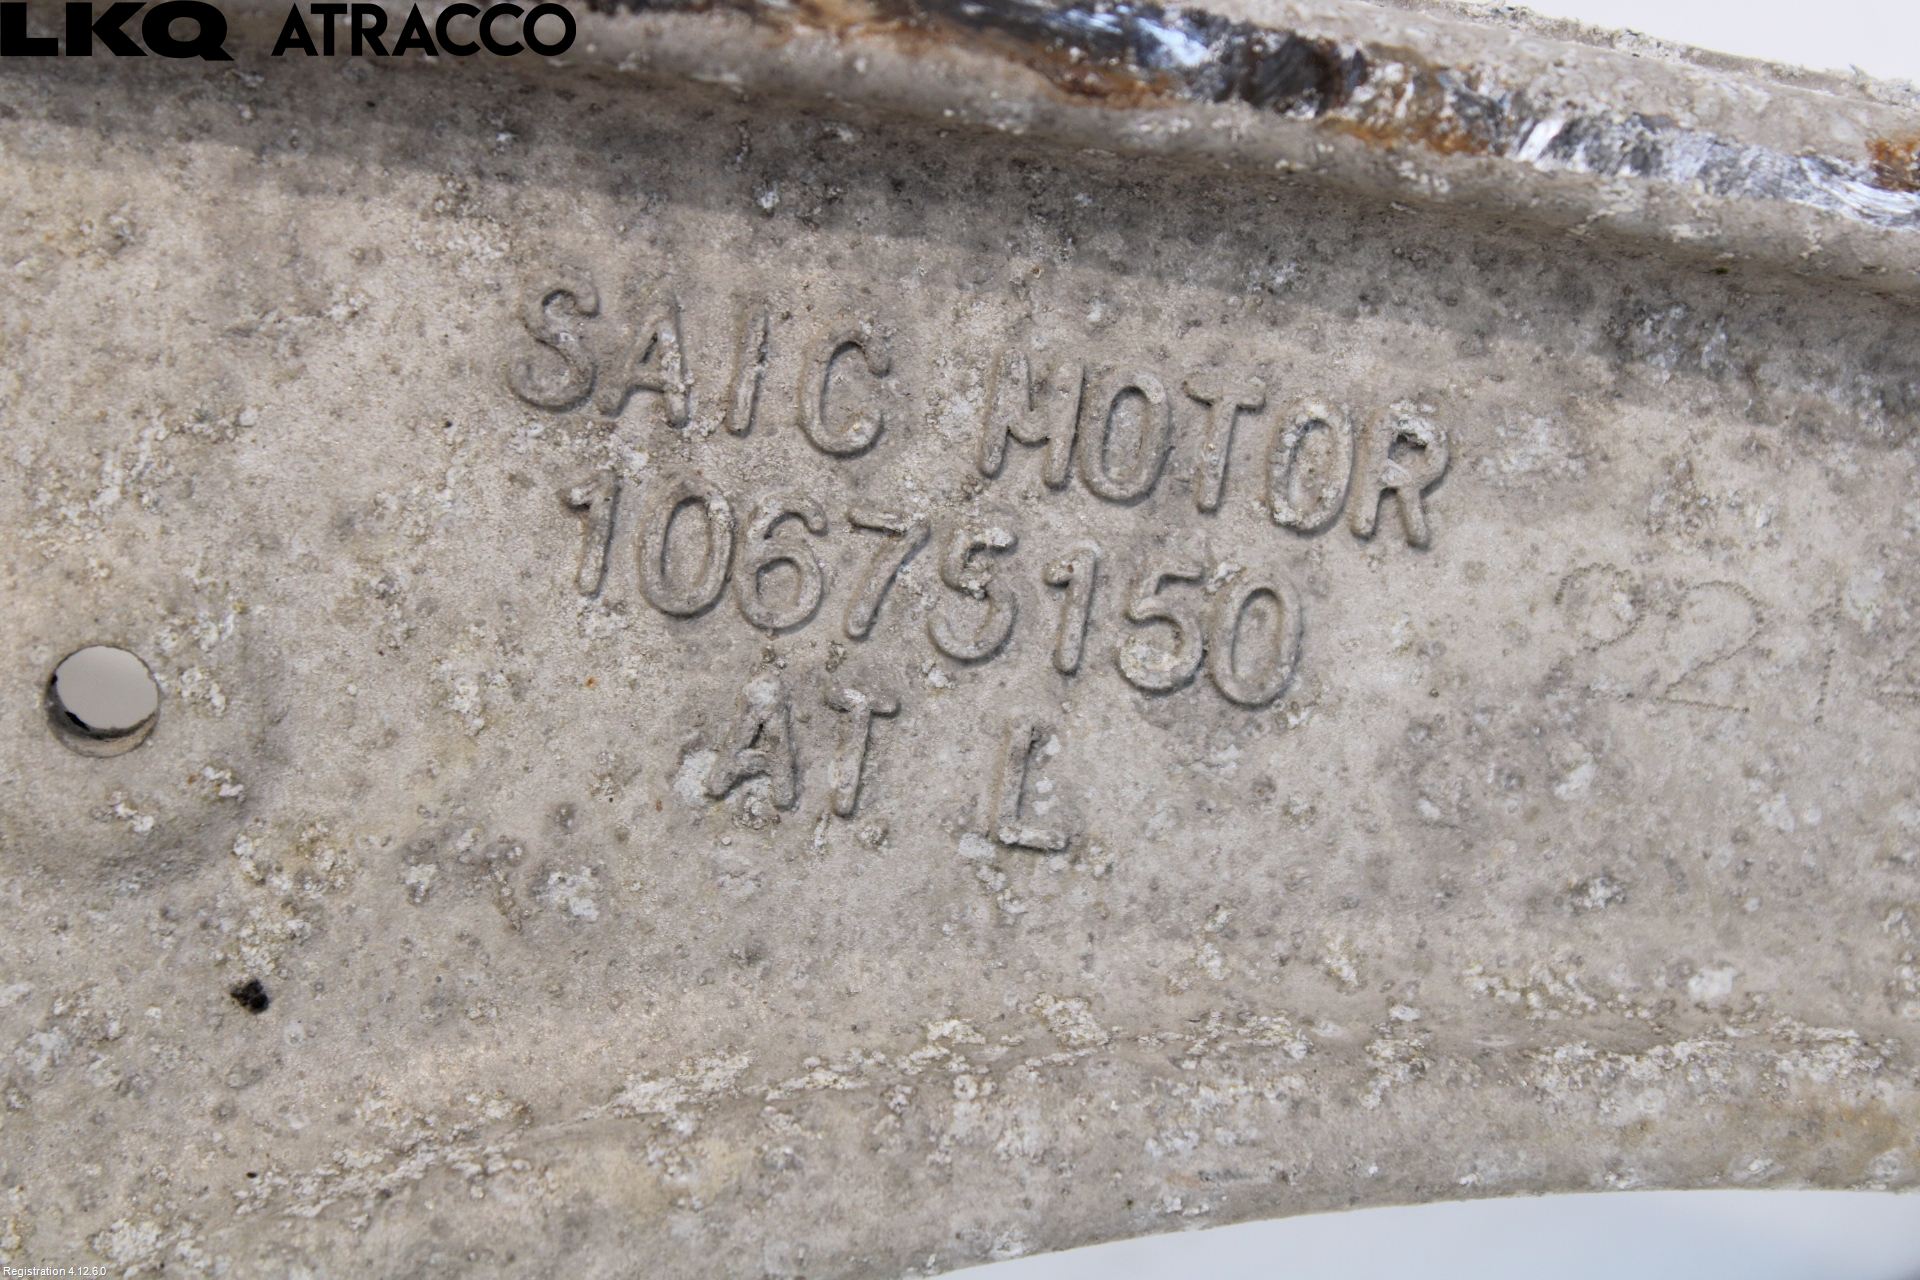 LKQ ATRACCO
SAIC MOTOR
10675150
AT L
Registration 4.12.6.0